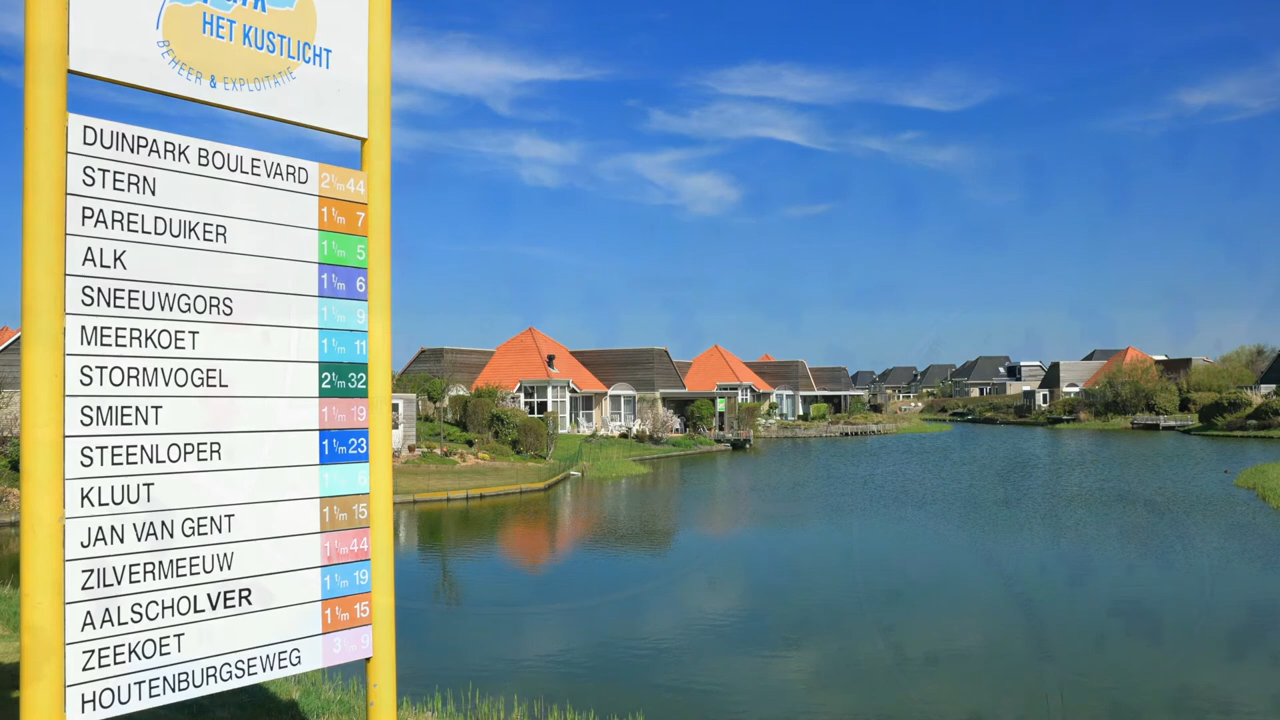 HET KUSTLICHT
BEHEER & EXPLOITATIE
DUINPARK BOULEVARD 2 t/m 44
STERN 1 t/m 7
PARELDUIKER 1 t/m 5
ALK 1 t/m 6
SNEEUWGORS 1 t/m 9
MEERKOET 1 t/m 11
STORMVOGEL 2 t/m 32
SMIENT 1 t/m 19
STEENLOPER 1 t/m 23
KLUUT 1 t/m 6
JAN VAN GENT 1 t/m 15
ZILVERMEEUW 1 t/m 44
AALSCHOLVER 1 t/m 19
ZEEKOET 1 t/m 15
HOUTENBURGSEWEG 3 t/m 9